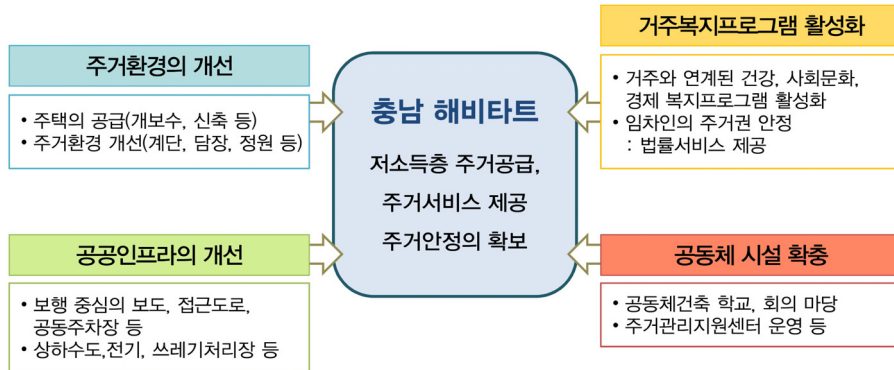 주거환경의 개선
• 주택의 공급(개보수, 신축 등)
• 주거환경 개선(계단, 담장, 정원 등)
공공인프라의 개선
• 보행 중심의 보도, 접근도로,
공동주차장 등
• 상하수도,전기, 쓰레기처리장 등
충남 해비타트
저소득층 주거공급,
주거서비스 제공
주거안정의 확보
거주복지프로그램 활성화
• 거주와 연계된 건강, 사회문화,
경제 복지프로그램 활성화
• 임차인의 주거권 안정
: 법률서비스 제공
공동체 시설 확충
• 공동체건축 학교, 회의 마당
• 주거관리지원센터 운영 등